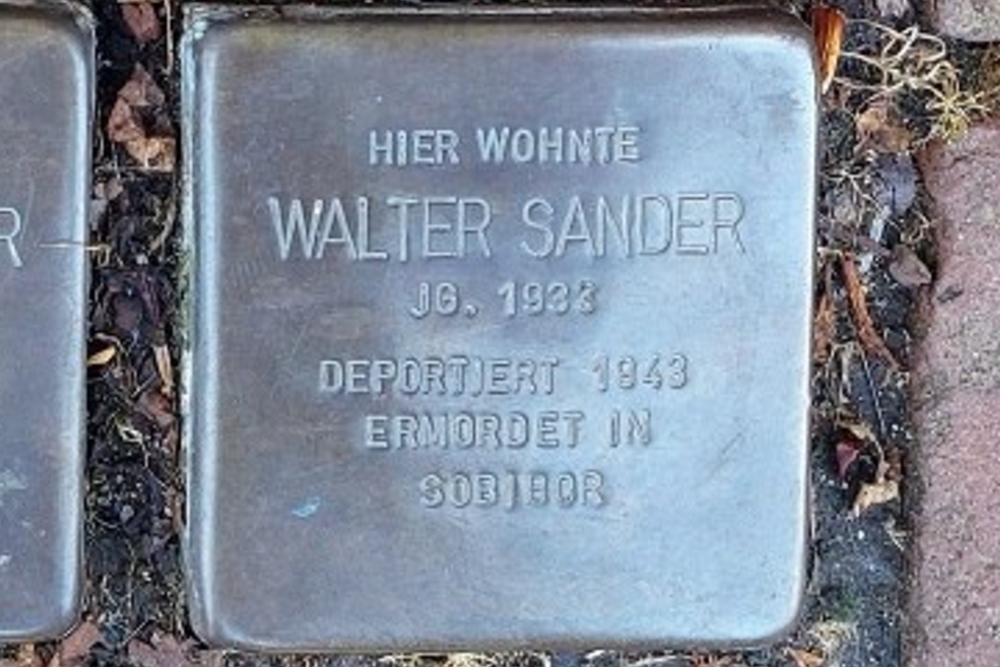 R
HIER WOHNTE
WALTER SANDER
JG. 1933
DEPORTIERT 1943
ERMORDET IN
SOBIBOR